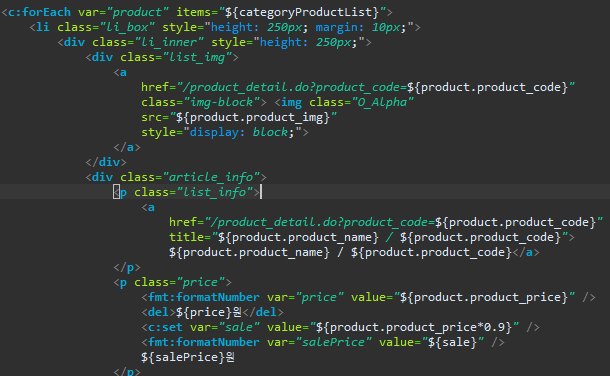 <c:forEach var="product" items="${categoryProductList}">
<li class="li_box" style="height: 250px; margin: 10px;">
<div class="li_inner" style="height: 250px;">
<div class="list_img">
<a
href="/product_detail.do?product_code=${product.product_code}"
class="img-block"> <img class="O_Alpha"
src="${product.product_img}"
style="display: block;">
</a>
</div>
<div class="article_info">
<p class="list_info">
<a
href="/product_detail.do?product_code=${product.product_code}"
title="${product.product_name} / ${product.product_code}">
${product.product_name} / ${product.product_code}</a>
</p>
<p class="price">
<fmt:formatNumber var="price" value="${product.product_price}" />
<del>${price}원</del>
<c:set var="sale" value="${product.product_price*0.9}" />
<fmt:formatNumber var="salePrice" value="${sale}" />
${salePrice}원
</p>